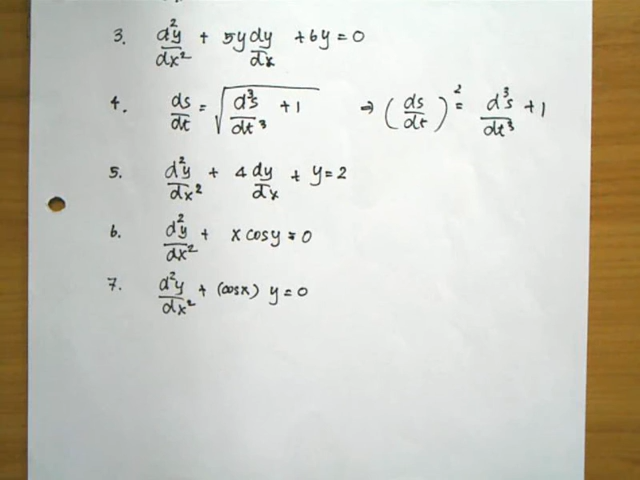 3. d²y/dx² + 5y dy/dx + 6y = 0
4. ds/dt = √(d³s/dt³ + 1) ⇒ (ds/dt)² = d³s/dt³ + 1
5. d²y/dx² + 4 dy/dx + y = 2
6. d²y/dx² + x cos y = 0
7. d²y/dx² + (cos x) y = 0